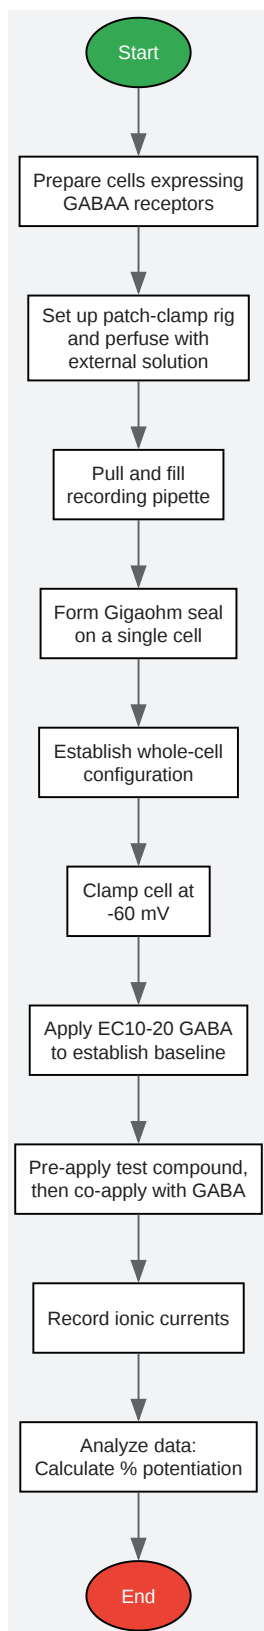 Start
Prepare cells expressing
GABAA receptors
Set up patch-clamp rig
and perfuse with
external solution
Pull and fill
recording pipette
Form Gigaohm seal
on a single cell
Establish whole-cell
configuration
Clamp cell at
-60 mV
Apply EC10-20 GABA
to establish baseline
Pre-apply test compound,
then co-apply with GABA
Record ionic currents
Analyze data:
Calculate % potentiation
End